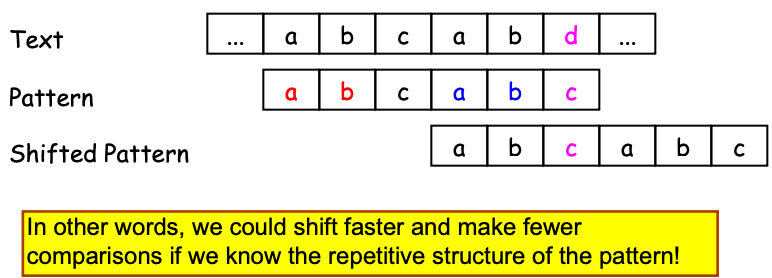 Text ... a b c a b d ...
Pattern a b c a b c
Shifted Pattern a b c a b c
In other words, we could shift faster and make fewer
comparisons if we know the repetitive structure of the pattern!